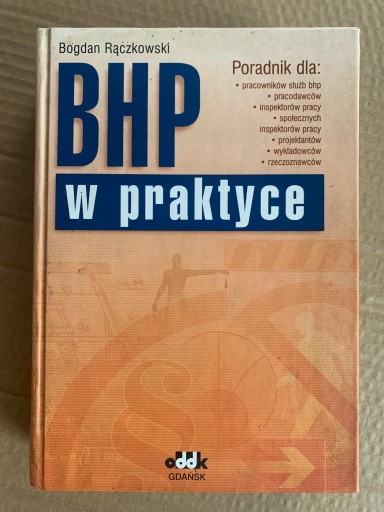 Bogdan Rączkowski
BHP
w praktyce
Poradnik dla:
• pracowników służb bhp
• pracodawców
• inspektorów pracy
• społecznych
inspektorów pracy
• projektantów
• wykładowców
• rzeczoznawców
oddk
GDAŃSK